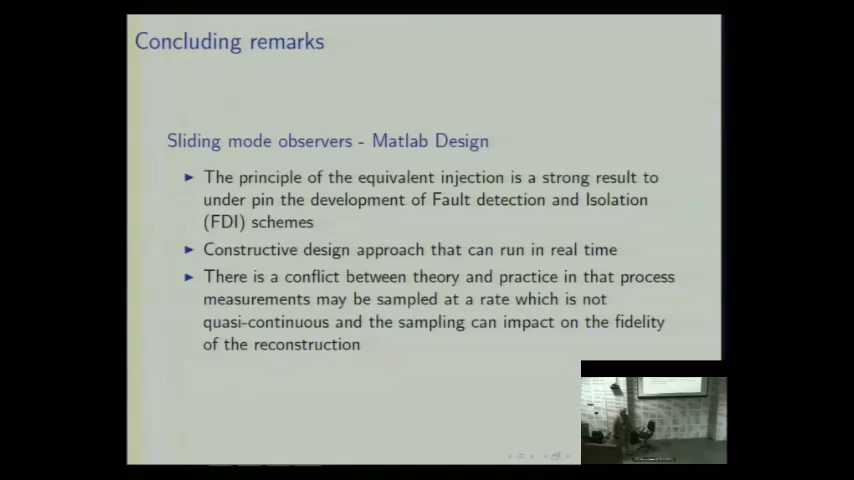 Concluding remarks
Sliding mode observers - Matlab Design
► The principle of the equivalent injection is a strong result to
under pin the development of Fault detection and Isolation
(FDI) schemes
► Constructive design approach that can run in real time
► There is a conflict between theory and practice in that process
measurements may be sampled at a rate which is not
quasi-continuous and the sampling can impact on the fidelity
of the reconstruction